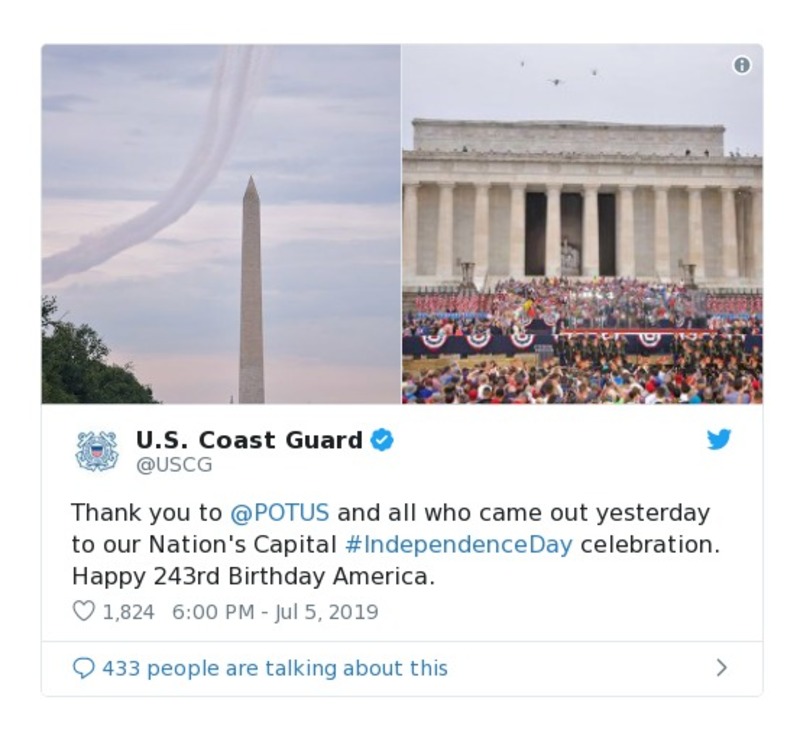 U.S. Coast Guard
@USCG
Thank you to @POTUS and all who came out yesterday
to our Nation's Capital #IndependenceDay celebration.
Happy 243rd Birthday America.
1,824 6:00 PM - Jul 5, 2019
433 people are talking about this